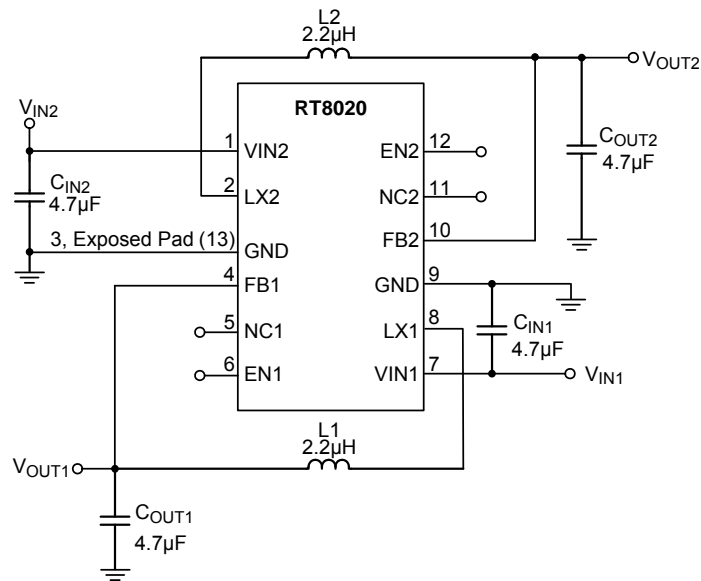 L2
2.2µH
VOUT2
RT8020
VIN2
1
VIN2
EN2
12
COUT2
4.7µF
CIN2
4.7µF
2
LX2
NC2
11
3, Exposed Pad (13)
GND
FB2
10
4
FB1
GND
9
5
NC1
LX1
8
CIN1
4.7µF
6
EN1
VIN1
7
VIN1
L1
2.2µH
VOUT1
COUT1
4.7µF